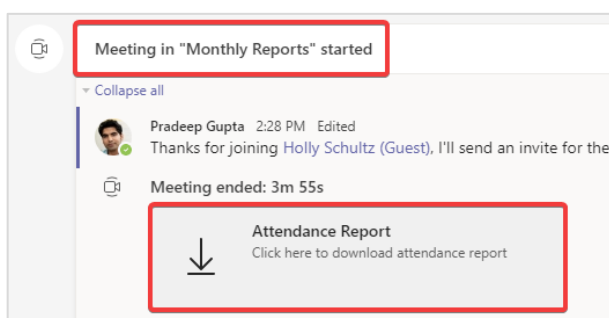 Meeting in "Monthly Reports" started
Collapse all
Pradeep Gupta 2:28 PM Edited
Thanks for joining Holly Schultz (Guest), I'll send an invite for the
Meeting ended: 3m 55s
Attendance Report
Click here to download attendance report